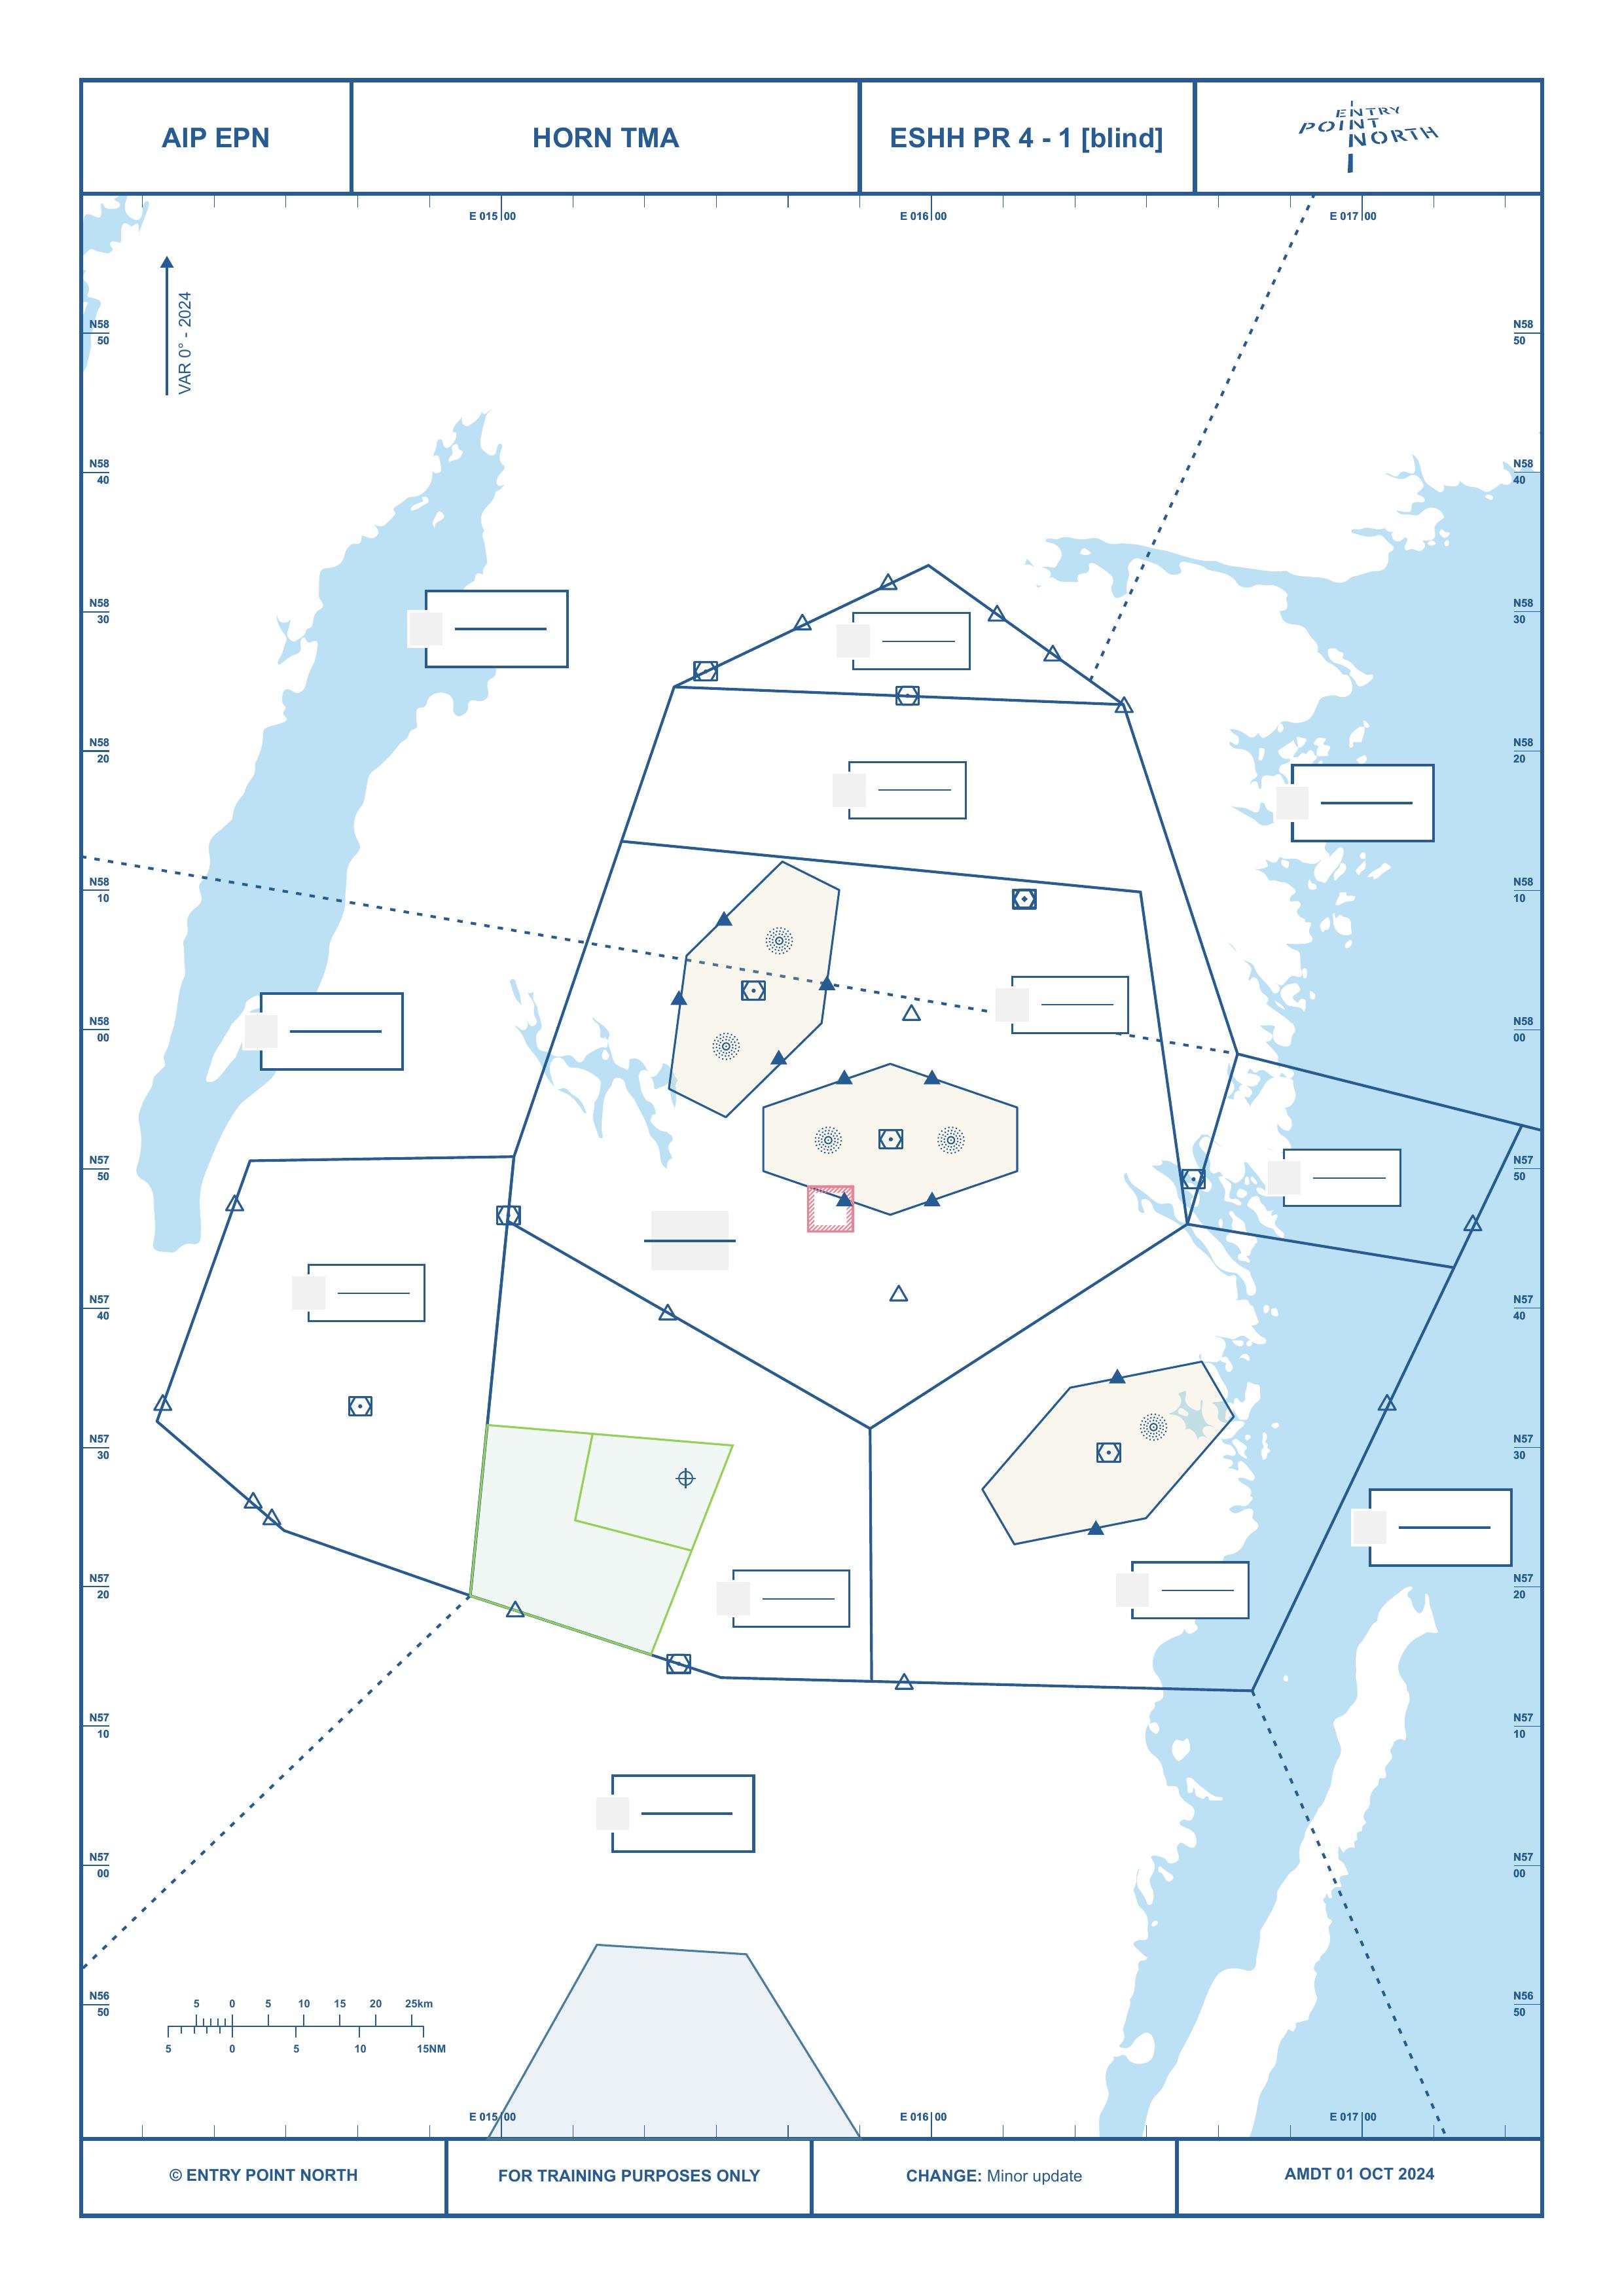 AIP EPN
HORN TMA
ESHH PR 4 - 1 [blind]
ENTRY
POINT
NORTH
E 015 00
E 016 00
E 017 00
VAR 0° - 2024
N58
50
N58
50
N58
40
N58
40
N58
30
N58
30
N58
20
N58
20
N58
10
N58
10
N58
00
N58
00
N57
50
N57
50
N57
40
N57
40
N57
30
N57
30
N57
20
N57
20
N57
10
N57
10
N57
00
N57
00
N56
50
N56
50
5 0 5 10 15 20 25km
5 0 5 10 15NM
E 015 00
E 016 00
E 017 00
© ENTRY POINT NORTH
FOR TRAINING PURPOSES ONLY
CHANGE: Minor update
AMDT 01 OCT 2024